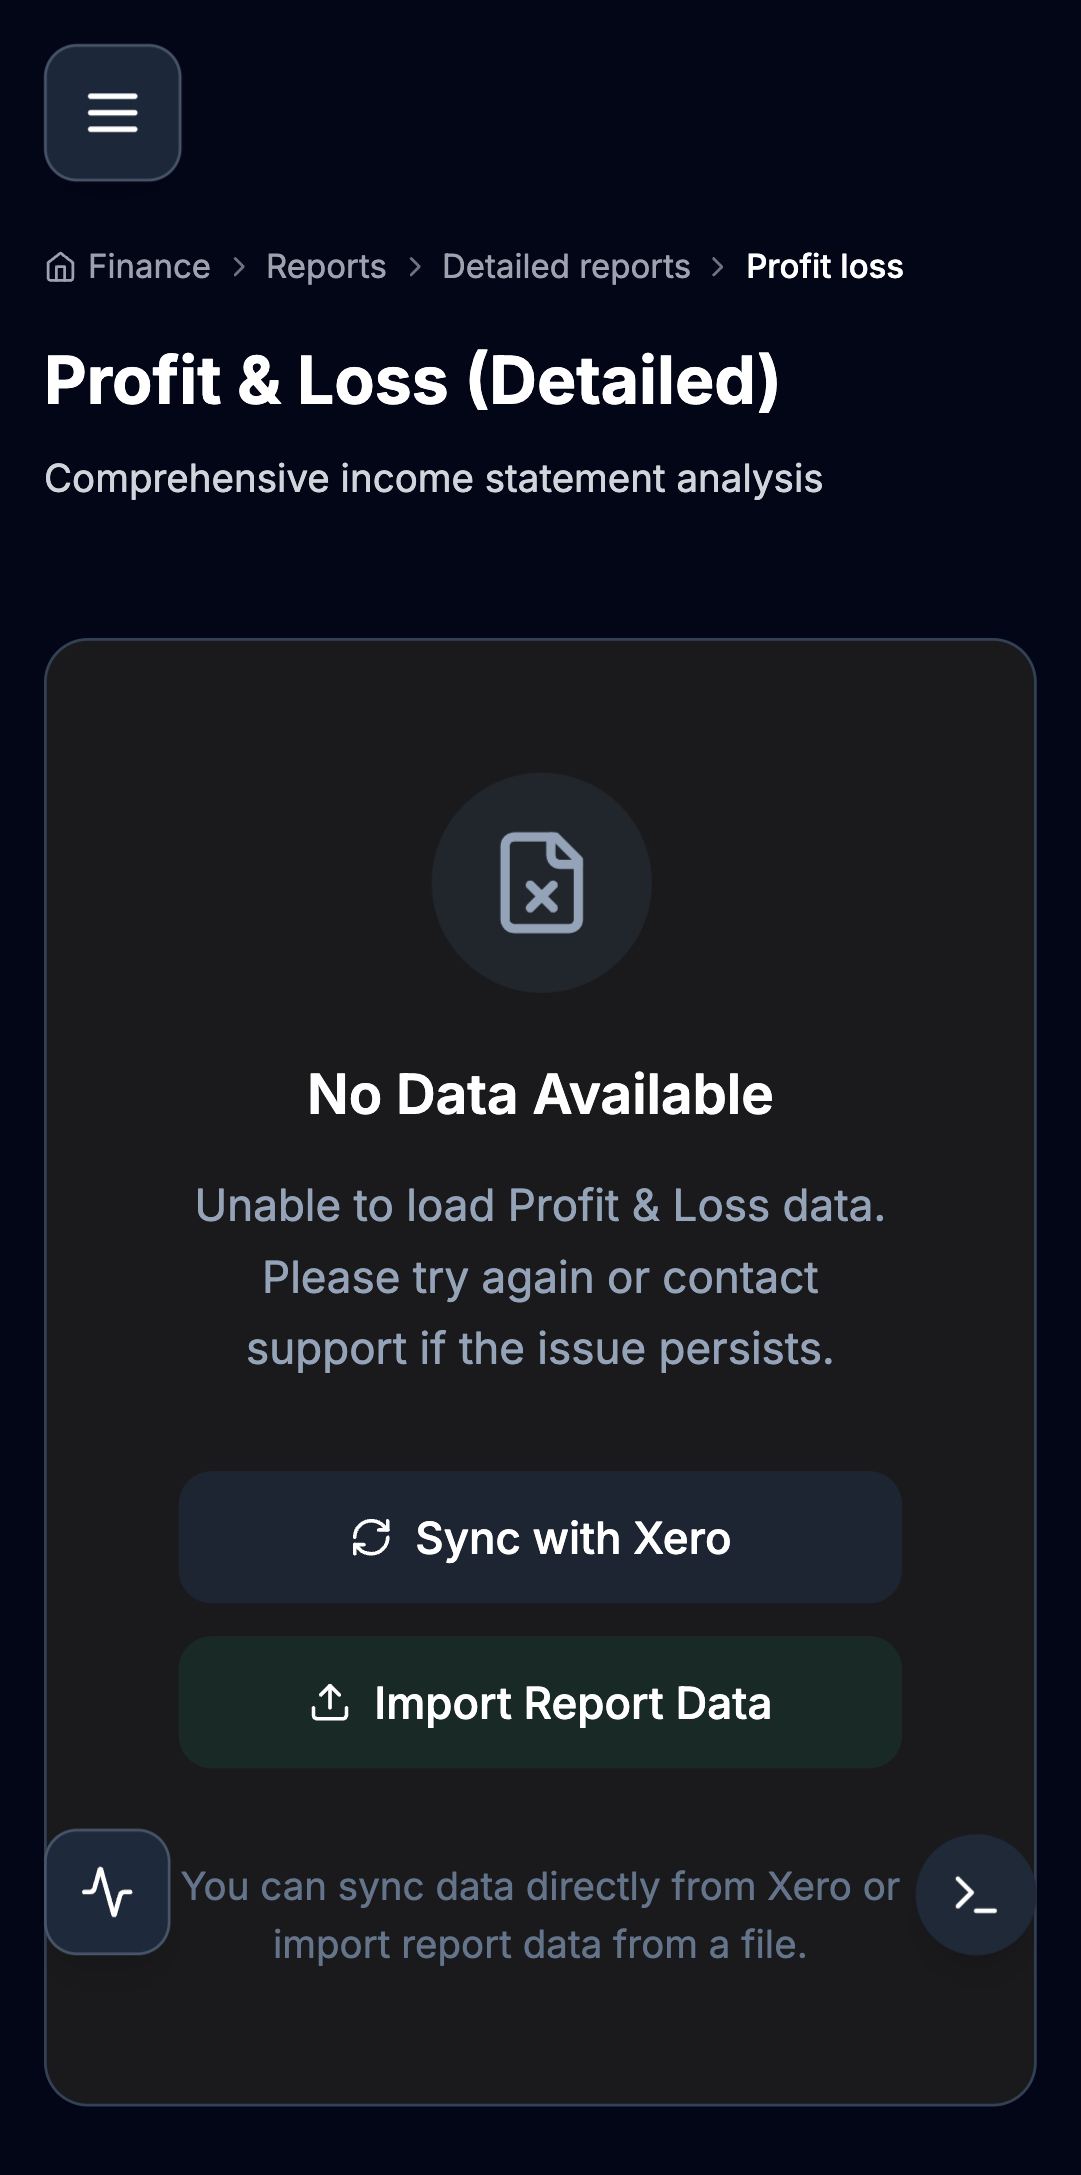 Finance > Reports > Detailed reports > Profit loss
Profit & Loss (Detailed)
Comprehensive income statement analysis
No Data Available
Unable to load Profit & Loss data.
Please try again or contact
support if the issue persists.
Sync with Xero
Import Report Data
You can sync data directly from Xero or
import report data from a file.